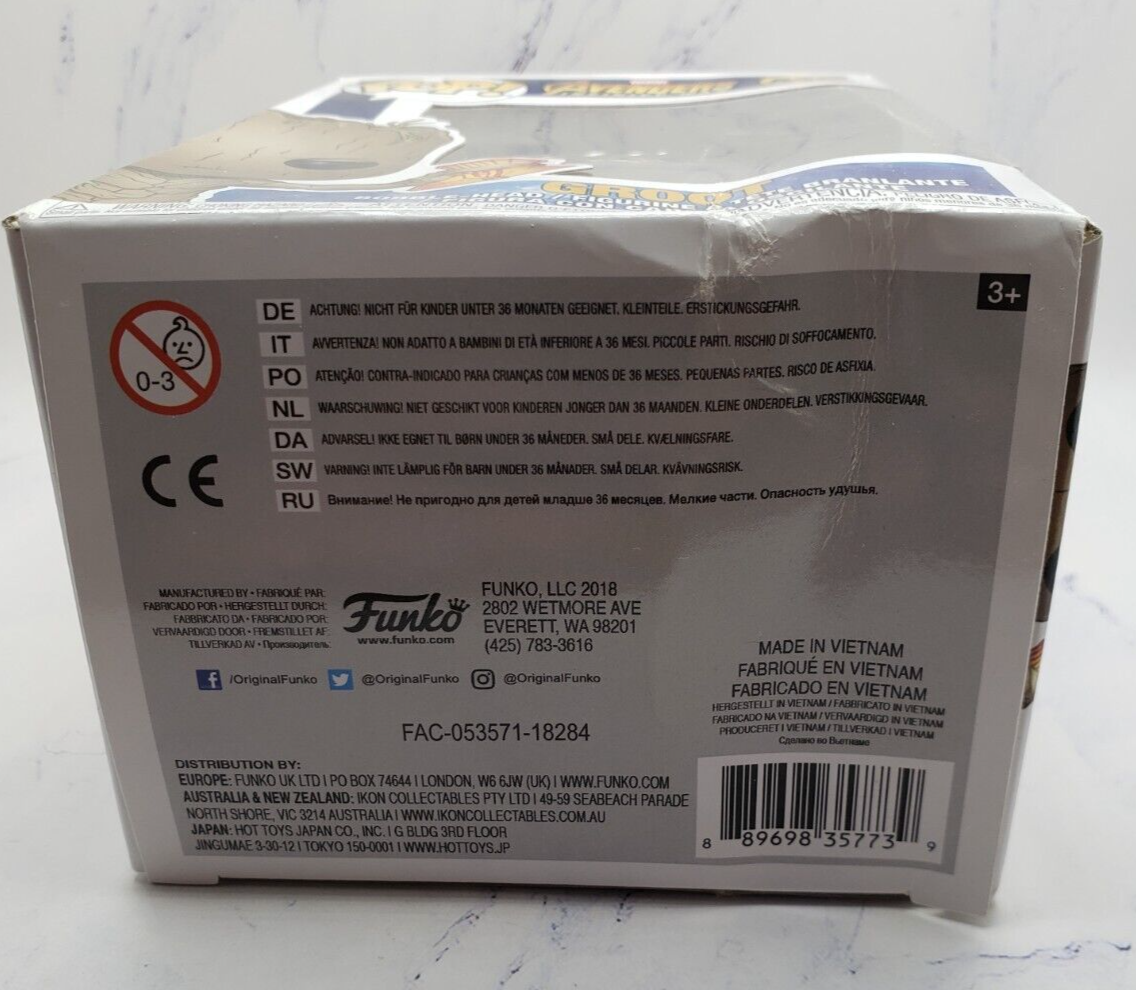 AVENGERS
GROOT
DE ACHTUNG! NICHT FÜR KINDER UNTER 36 MONATEN GEEIGNET. KLEINTEILE. ERSTICKUNGSGEFAHR.
3+
IT AVVERTENZA! NON ADATTO A BAMBINI DI ETÀ INFERIORE A 36 MESI. PICCOLE PARTI. RISCHIO DI SOFFOCAMENTO.
PO ATENÇÃO! CONTRA-INDICADO PARA CRIANÇAS COM MENOS DE 36 MESES. PEQUENAS PARTES. RISCO DE ASFIXIA.
0-3
NL WAARSCHUWING! NIET GESCHIKT VOOR KINDEREN JONGER DAN 36 MAANDEN. KLEINE ONDERDELEN. VERSTIKKINGSGEVAAR.
DA ADVARSEL! IKKE EGNET TIL BØRN UNDER 36 MÅNEDER. SMÅ DELE. KVÆLNINGSFARE.
SW VARNING! INTE LÄMPLIG FÖR BARN UNDER 36 MÅNADER. SMÅ DELAR. KVÄVNINGSRISK.
CE
RU Внимание! Не пригодно для детей младше 36 месяцев. Мелкие части. Опасность удушья.
MANUFACTURED BY • FABRIQUÉ PAR:
FABRICADO POR • HERGESTELLT DURCH:
FABBRICATO DA • FABRICADO POR:
VERVAARDIGD DOOR • FREMSTILLET AF:
TILLVERKAD AV • Производитель:
Funko
www.funko.com
FUNKO, LLC 2018
2802 WETMORE AVE
EVERETT, WA 98201
(425) 783-3616
/OriginalFunko @OriginalFunko @OriginalFunko
MADE IN VIETNAM
FABRIQUÉ EN VIETNAM
FABRICADO EN VIETNAM
HERGESTELLT IN VIETNAM / FABBRICATO IN VIETNAM
FABRICADO NA VIETNAM / VERVAARDIGD IN VIETNAM
PRODUCERET I VIETNAM / TILLVERKAD I VIETNAM
Сделано во Вьетнаме
FAC-053571-18284
DISTRIBUTION BY:
EUROPE: FUNKO UK LTD | PO BOX 74644 | LONDON, W6 6JW (UK) | WWW.FUNKO.COM
AUSTRALIA & NEW ZEALAND: IKON COLLECTABLES PTY LTD | 49-59 SEABEACH PARADE
NORTH SHORE, VIC 3214 AUSTRALIA | WWW.IKONCOLLECTABLES.COM.AU
JAPAN: HOT TOYS JAPAN CO., INC. | G BLDG 3RD FLOOR
JINGUMAE 3-30-12 | TOKYO 150-0001 | WWW.HOTTOYS.JP
8 89698 35773 9